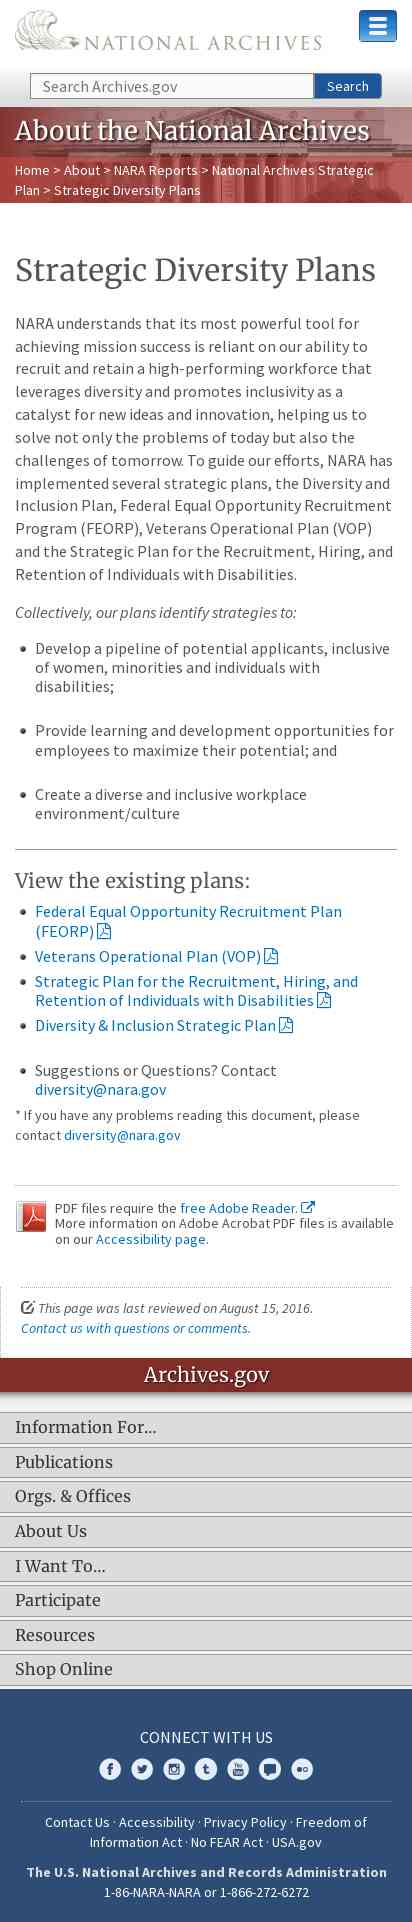 NATIONAL ARCHIVES
Search Archives.gov
Search
About the National Archives
Home > About > NARA Reports > National Archives Strategic
Plan > Strategic Diversity Plans
Strategic Diversity Plans
NARA understands that its most powerful tool for
achieving mission success is reliant on our ability to
recruit and retain a high-performing workforce that
leverages diversity and promotes inclusivity as a
catalyst for new ideas and innovation, helping us to
solve not only the problems of today but also the
challenges of tomorrow. To guide our efforts, NARA has
implemented several strategic plans, the Diversity and
Inclusion Plan, Federal Equal Opportunity Recruitment
Program (FEORP), Veterans Operational Plan (VOP)
and the Strategic Plan for the Recruitment, Hiring, and
Retention of Individuals with Disabilities.
Collectively, our plans identify strategies to:
Develop a pipeline of potential applicants, inclusive
of women, minorities and individuals with
disabilities;
Provide learning and development opportunities for
employees to maximize their potential; and
Create a diverse and inclusive workplace
environment/culture
View the existing plans:
Federal Equal Opportunity Recruitment Plan
(FEORP)
Veterans Operational Plan (VOP)
Strategic Plan for the Recruitment, Hiring, and
Retention of Individuals with Disabilities
Diversity & Inclusion Strategic Plan
Suggestions or Questions? Contact
diversity@nara.gov
* If you have any problems reading this document, please
contact diversity@nara.gov
PDF files require the free Adobe Reader.
More information on Adobe Acrobat PDF files is available
on our Accessibility page.
This page was last reviewed on August 15, 2016.
Contact us with questions or comments.
Archives.gov
Information For…
Publications
Orgs. & Offices
About Us
I Want To…
Participate
Resources
Shop Online
CONNECT WITH US
Contact Us · Accessibility · Privacy Policy · Freedom of
Information Act · No FEAR Act · USA.gov
The U.S. National Archives and Records Administration
1-86-NARA-NARA or 1-866-272-6272